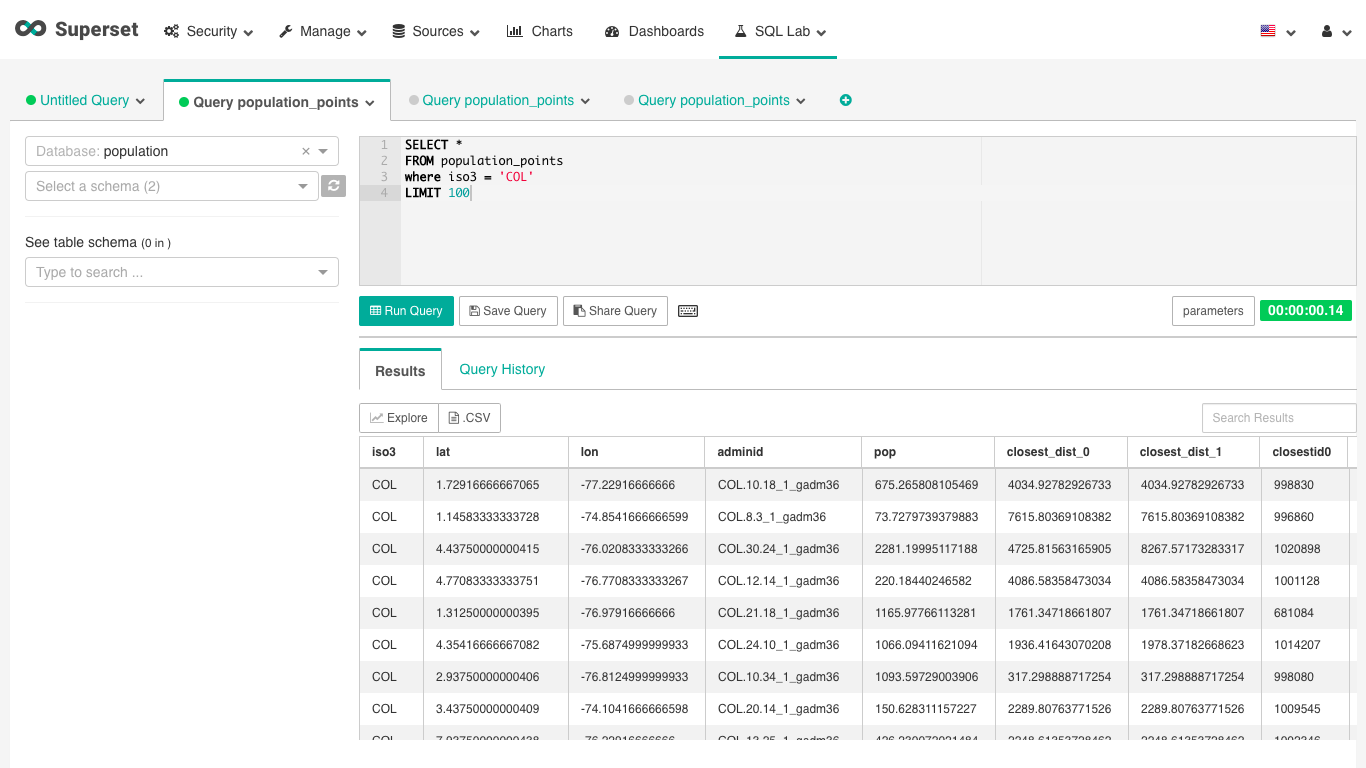 Superset Security Manage Sources Charts Dashboards SQL Lab
Untitled Query Query population_points Query population_points Query population_points
Database: population
Select a schema (2)
See table schema (0 in )
Type to search ...
1 SELECT *
2 FROM population_points
3 where iso3 = 'COL'
4 LIMIT 100
Run Query Save Query Share Query parameters 00:00:00.14
Results Query History
Explore .CSV Search Results
iso3 lat lon adminid pop closest_dist_0 closest_dist_1 closestid0
COL 1.72916666667065 -77.22916666666 COL.10.18_1_gadm36 675.265808105469 4034.92782926733 4034.92782926733 998830
COL 1.14583333333728 -74.8541666666599 COL.8.3_1_gadm36 73.7279739379883 7615.80369108382 7615.80369108382 996860
COL 4.43750000000415 -76.0208333333266 COL.30.24_1_gadm36 2281.19995117188 4725.81563165905 8267.57173283317 1020898
COL 4.77083333333751 -76.7708333333267 COL.12.14_1_gadm36 220.18440246582 4086.58358473034 4086.58358473034 1001128
COL 1.31250000000395 -76.97916666666 COL.21.18_1_gadm36 1165.97766113281 1761.34718661807 1761.34718661807 681084
COL 4.35416666667082 -75.6874999999933 COL.24.10_1_gadm36 1066.09411621094 1936.41643070208 1978.37182668623 1014207
COL 2.93750000000406 -76.8124999999933 COL.10.34_1_gadm36 1093.59729003906 317.298888717254 317.298888717254 998080
COL 3.43750000000409 -74.1041666666598 COL.20.14_1_gadm36 150.628311157227 2289.80763771526 2289.80763771526 1009545
COL